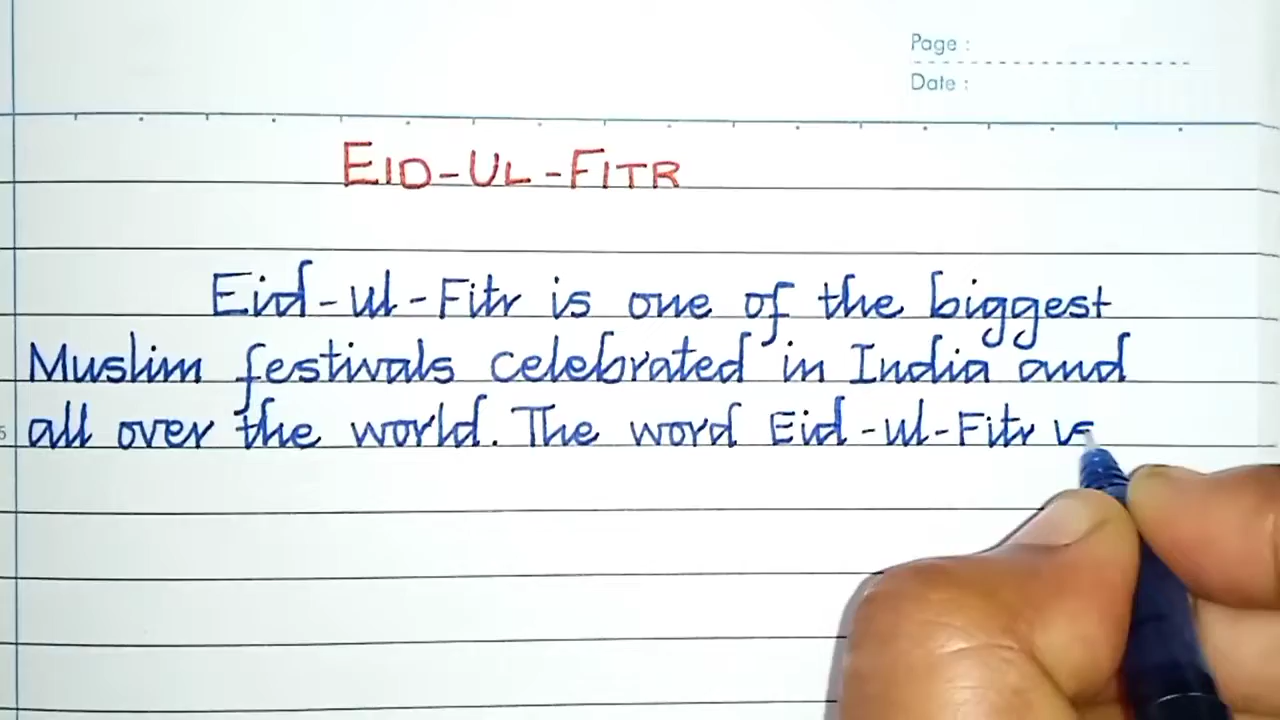 Page :
Date :
EID-UL-FITR
Eid-ul-Fitr is one of the biggest
Muslim festivals celebrated in India and
all over the world. The word Eid-ul-Fitr is